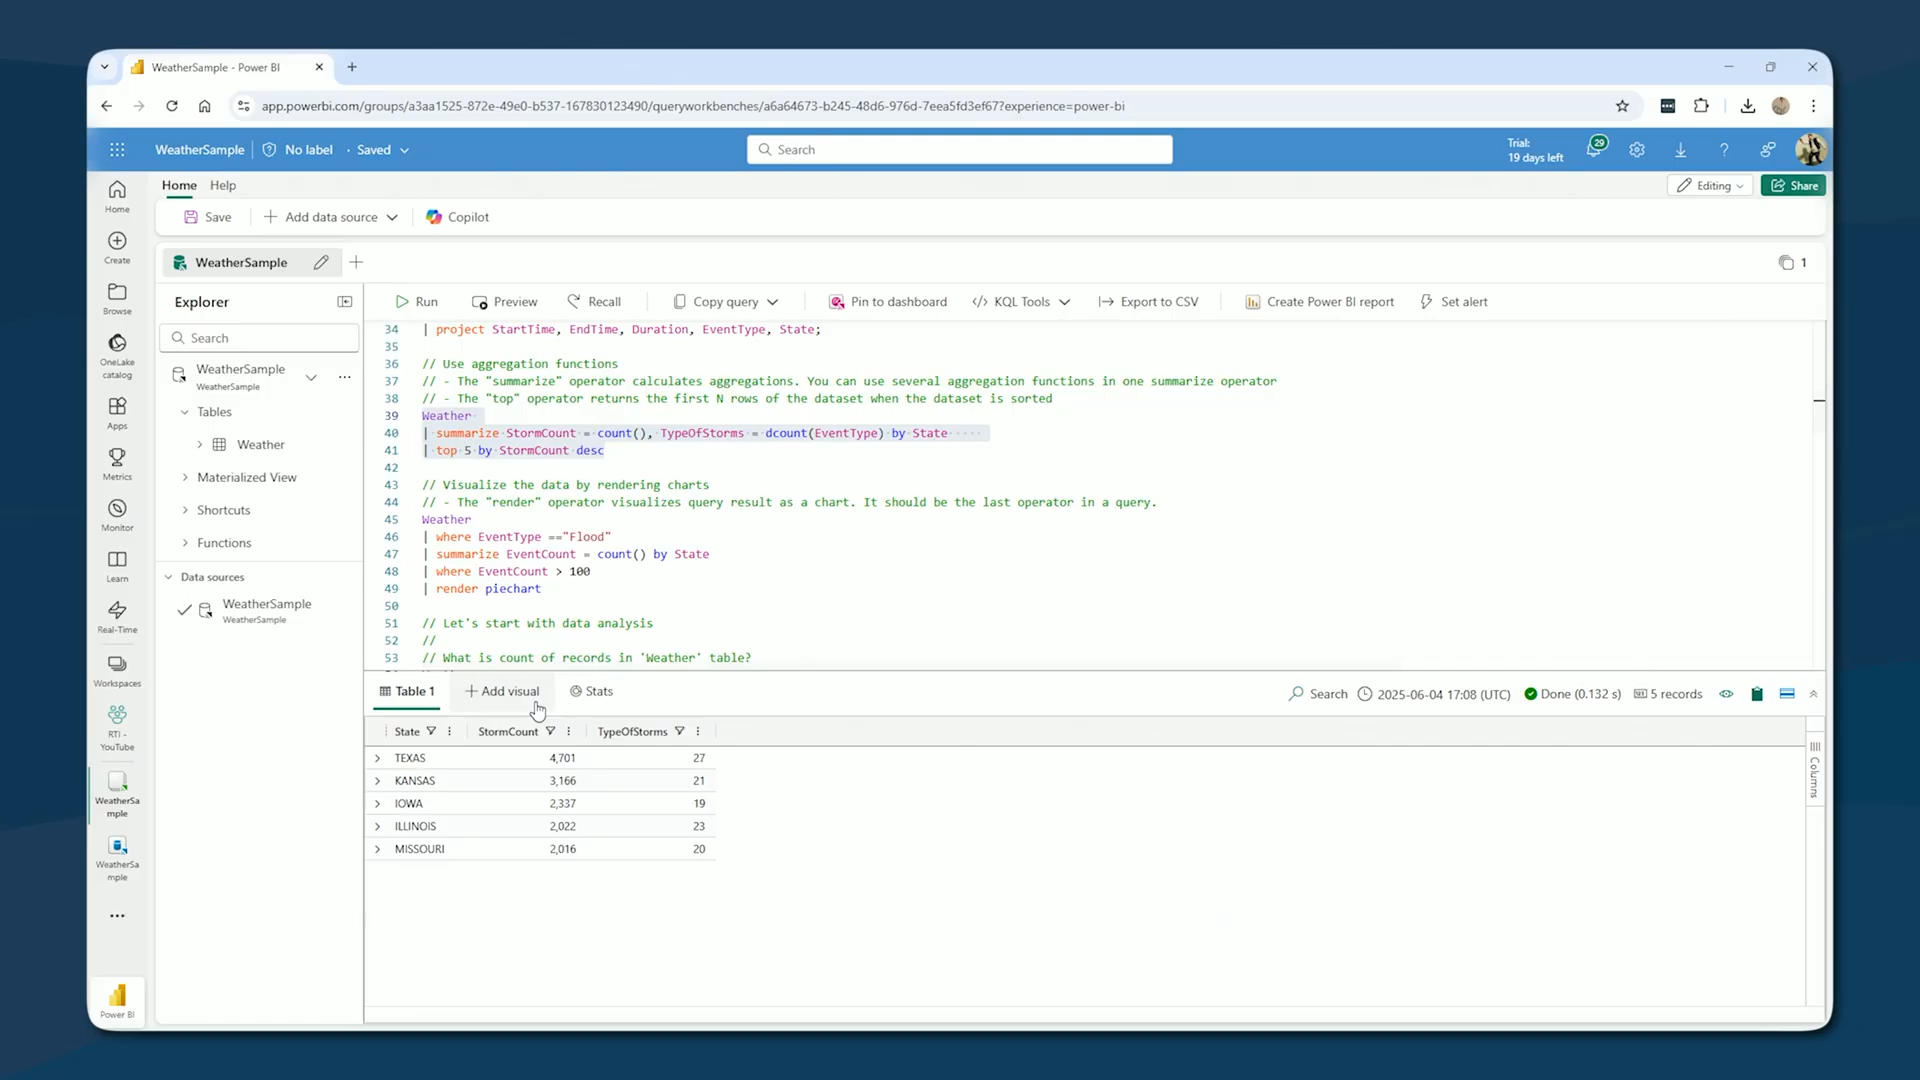 WeatherSample - Power BI
app.powerbi.com/groups/a3aa1525-872e-49e0-b537-167830123490/queryworkbenches/a6a64673-b245-48d6-976d-7eea5fd3ef67?experience=power-bi
WeatherSample
No label
· Saved
Search
Trial:
19 days left
29
Home
Help
Editing
Share
Save
Add data source
Copilot
Home
Create
Browse
OneLake
catalog
Apps
Metrics
Monitor
Learn
Real-Time
Workspaces
RTI -
YouTube
WeatherSa
mple
WeatherSa
mple
Power BI
WeatherSample
1
Explorer
Search
WeatherSample
WeatherSample
Tables
Weather
Materialized View
Shortcuts
Functions
Data sources
WeatherSample
WeatherSample
Run
Preview
Recall
Copy query
Pin to dashboard
KQL Tools
Export to CSV
Create Power BI report
Set alert
34 | project StartTime, EndTime, Duration, EventType, State;
35
36 // Use aggregation functions
37 // - The "summarize" operator calculates aggregations. You can use several aggregation functions in one summarize operator
38 // - The "top" operator returns the first N rows of the dataset when the dataset is sorted
39 Weather
40 | summarize StormCount = count(), TypeOfStorms = dcount(EventType) by State
41 | top 5 by StormCount desc
42
43 // Visualize the data by rendering charts
44 // - The "render" operator visualizes query result as a chart. It should be the last operator in a query.
45 Weather
46 | where EventType =="Flood"
47 | summarize EventCount = count() by State
48 | where EventCount > 100
49 | render piechart
50
51 // Let's start with data analysis
52 //
53 // What is count of records in 'Weather' table?
Table 1
Add visual
Stats
Search
2025-06-04 17:08 (UTC)
Done (0.132 s)
5 records
State StormCount TypeOfStorms
TEXAS 4,701 27
KANSAS 3,166 21
IOWA 2,337 19
ILLINOIS 2,022 23
MISSOURI 2,016 20
Columns